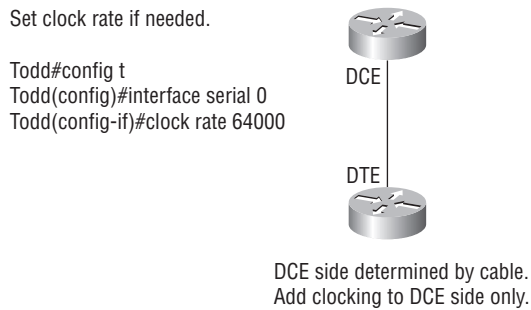 Set clock rate if needed.
Todd#config t
Todd(config)#interface serial 0
Todd(config-if)#clock rate 64000
DCE
DTE
DCE side determined by cable.
Add clocking to DCE side only.